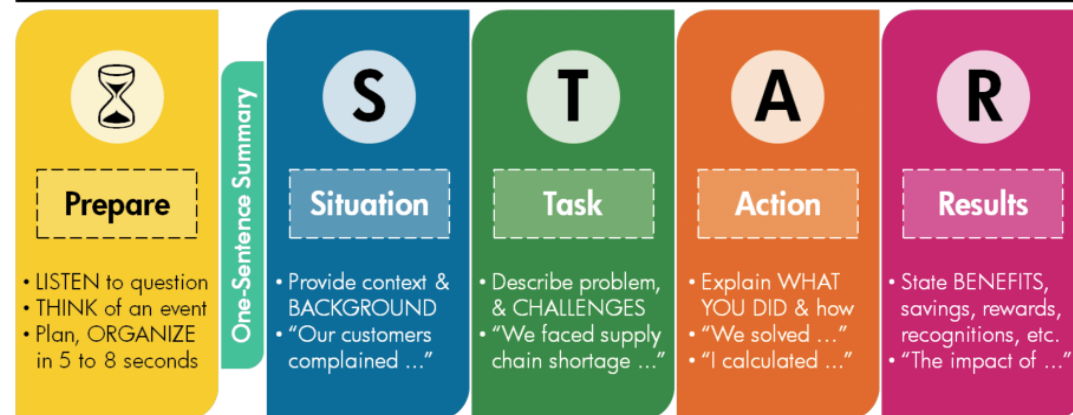 Prepare
• LISTEN to question
• THINK of an event
• Plan, ORGANIZE
in 5 to 8 seconds
One-Sentence Summary
S
Situation
• Provide context &
BACKGROUND
• “Our customers
complained ...”
T
Task
• Describe problem,
& CHALLENGES
• “We faced supply
chain shortage ...”
A
Action
• Explain WHAT
YOU DID & how
• “We solved ...”
• “I calculated ...”
R
Results
• State BENEFITS,
savings, rewards,
recognitions, etc.
• “The impact of ...”